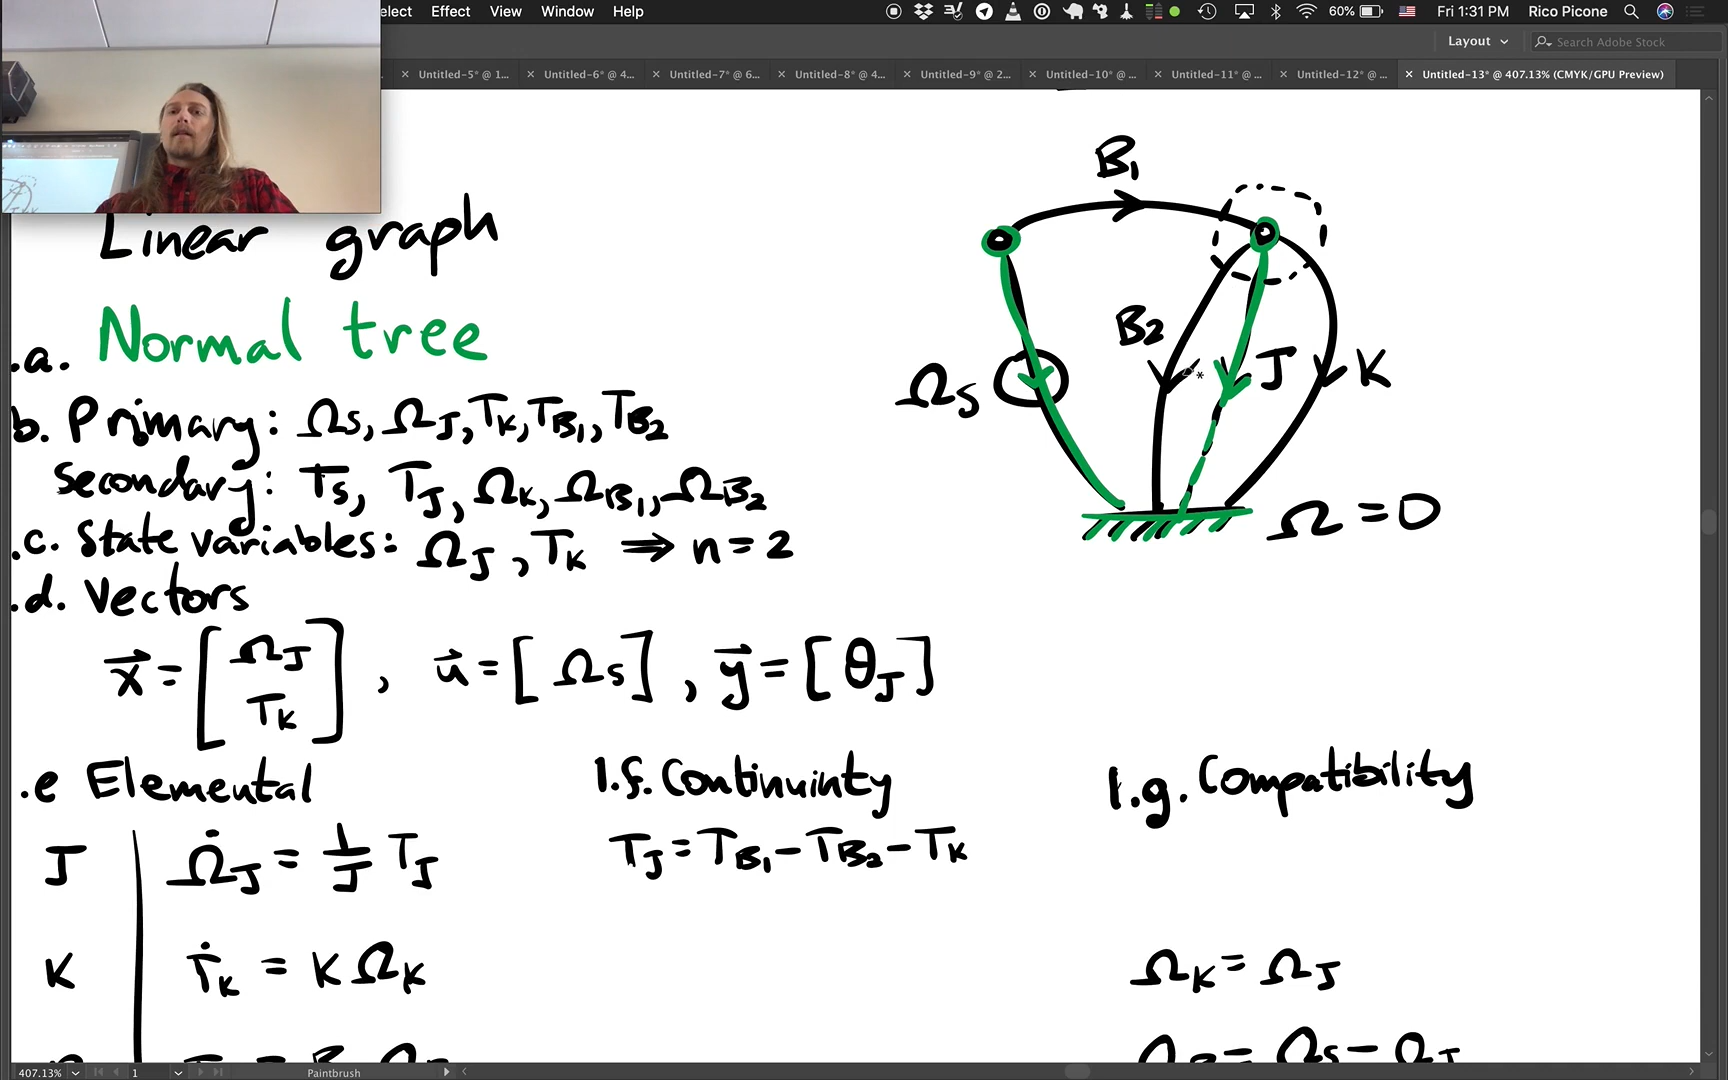 elect Effect View Window Help 60% Fri 1:31 PM Rico Picone
Layout Search Adobe Stock
× Untitled-5* @ 1... × Untitled-6* @ 4... × Untitled-7* @ 6... × Untitled-8* @ 4... × Untitled-9* @ 2... × Untitled-10* @ ... × Untitled-11* @ ... × Untitled-12* @ ... × Untitled-13* @ 407.13% (CMYK/GPU Preview)
Linear graph
.a. Normal tree
b. Primary: Ωs, ΩJ, TK, TB1, TB2
Secondary: Ts, TJ, ΩK, ΩB1, ΩB2
.c. State variables: ΩJ, TK ⇒ n=2
.d. Vectors
x⃗ = [ΩJ TK], u⃗ = [Ωs], y⃗ = [θJ]
B1
B2
Ωs
J
K
Ω = 0
.e Elemental
J Ω̇J = 1/J TJ
K ṪK = K ΩK
1.f. Continuinty
TJ = TB1 - TB2 - TK
1.g. Compatibility
ΩK = ΩJ
407.13% 1 Paintbrush